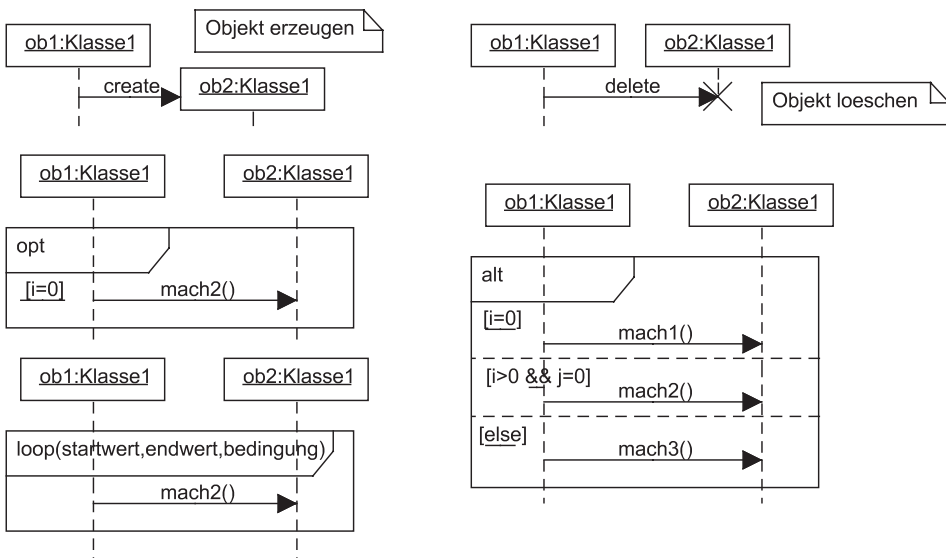 Objekt erzeugen
ob1:Klasse1
create
ob2:Klasse1
ob1:Klasse1
ob2:Klasse1
delete
Objekt loeschen
ob1:Klasse1
ob2:Klasse1
opt
[i=0]
mach2()
ob1:Klasse1
ob2:Klasse1
loop(startwert,endwert,bedingung)
mach2()
ob1:Klasse1
ob2:Klasse1
alt
[i=0]
mach1()
[i>0 && j=0]
mach2()
[else]
mach3()